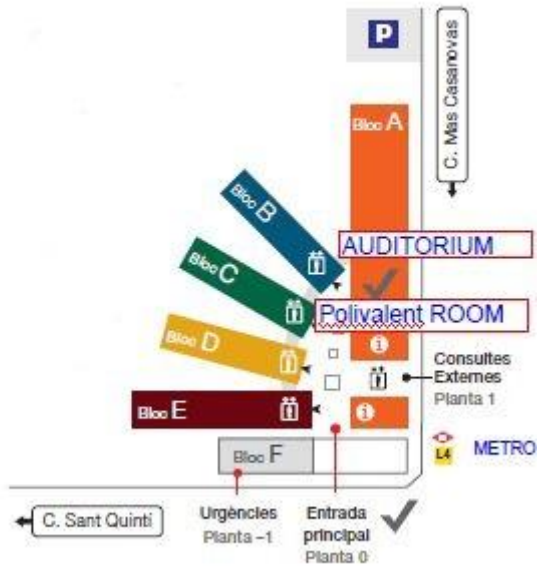 P
C. Mas Casanovas
Bloc A
Bloc B
AUDITORIUM
Bloc C
Polivalent ROOM
Bloc D
i
Consultes
Externes
Planta 1
Bloc E
i
Bloc F
L4 METRO
C. Sant Quintí
Urgències
Planta –1
Entrada
principal
Planta 0